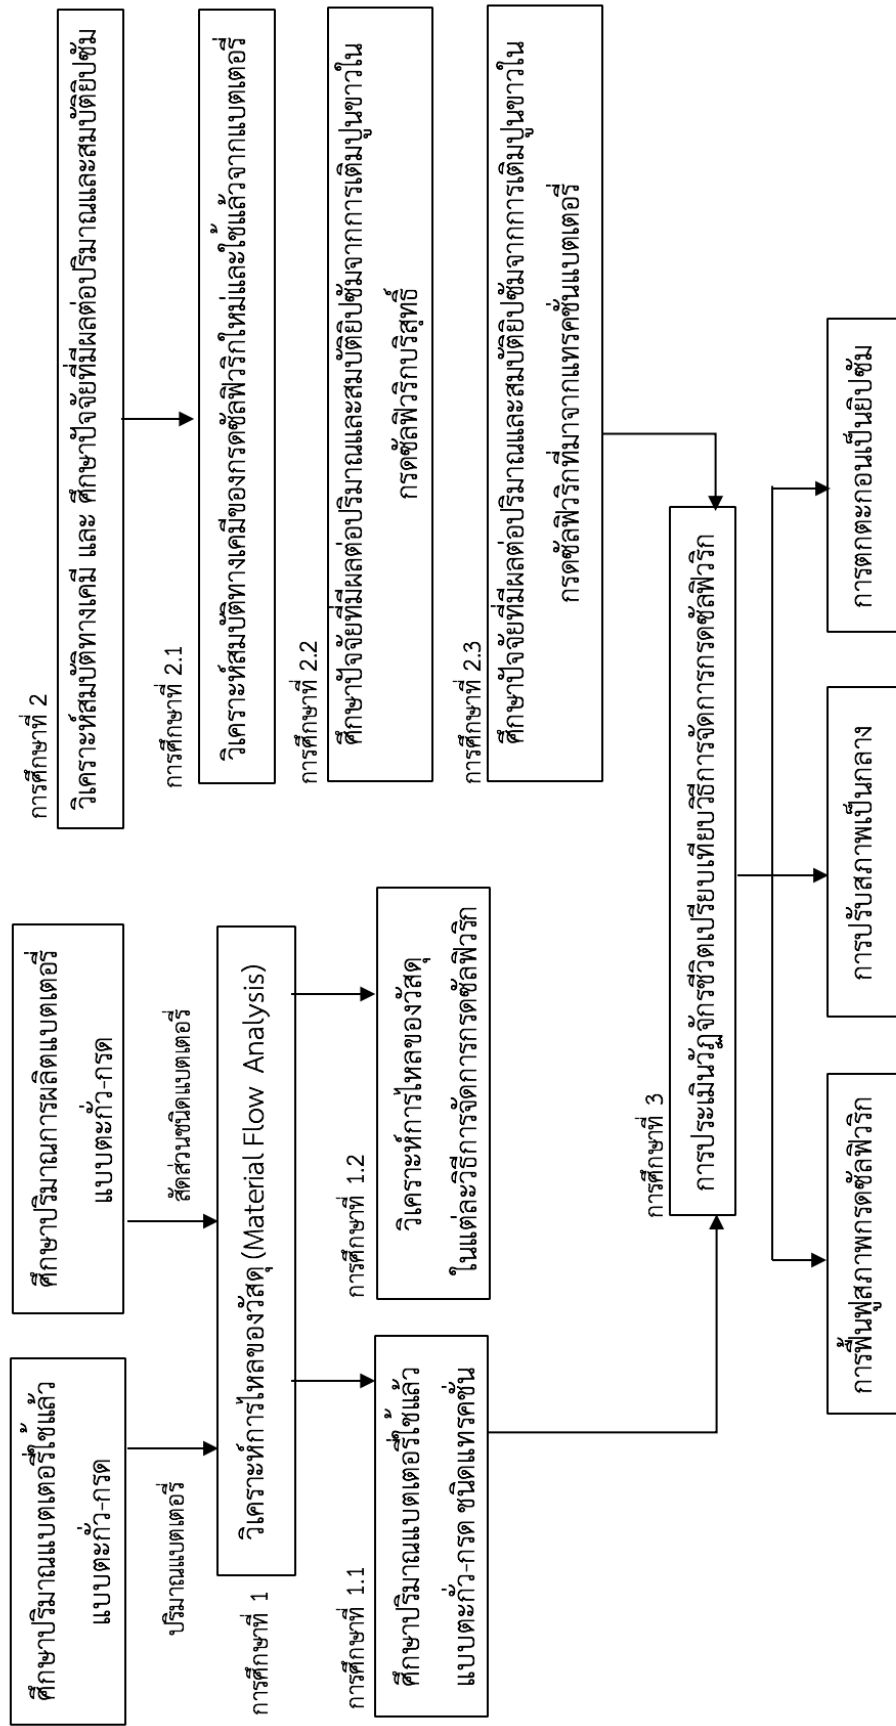 ศึกษาปริมาณแบตเตอรี่ใช้แล้ว
แบบตะกั่ว-กรด
ศึกษาปริมาณการผลิตแบตเตอรี่
แบบตะกั่ว-กรด
ปริมาณแบตเตอรี่
สัดส่วนชนิดแบตเตอรี่
การศึกษาที่ 1
วิเคราะห์การไหลของวัสดุ (Material Flow Analysis)
การศึกษาที่ 1.1
ศึกษาปริมาณแบตเตอรี่ใช้แล้ว
แบบตะกั่ว-กรด ชนิดแทรคชั่น
การศึกษาที่ 1.2
วิเคราะห์การไหลของวัสดุ
ในแต่ละวิธีการจัดการกรดซัลฟิวริก
การศึกษาที่ 2
วิเคราะห์สมบัติทางเคมี และ ศึกษาปัจจัยที่มีผลต่อปริมาณและสมบัติยิปซัม
การศึกษาที่ 2.1
วิเคราะห์สมบัติทางเคมีของกรดซัลฟิวริกใหม่และใช้แล้วจากแบตเตอรี่
การศึกษาที่ 2.2
ศึกษาปัจจัยที่มีผลต่อปริมาณและสมบัติยิปซัมจากการเติมปูนขาวใน
กรดซัลฟิวริกบริสุทธิ์
การศึกษาที่ 2.3
ศึกษาปัจจัยที่มีผลต่อปริมาณและสมบัติยิปซัมจากการเติมปูนขาวใน
กรดซัลฟิวริกที่มาจากแทรคชั่นแบตเตอรี่
การศึกษาที่ 3
การประเมินวัฏจักรชีวิตเปรียบเทียบวิธีการจัดการกรดซัลฟิวริก
การฟื้นฟูสภาพกรดซัลฟิวริก
การปรับสภาพเป็นกลาง
การตกตะกอนเป็นยิปซัม